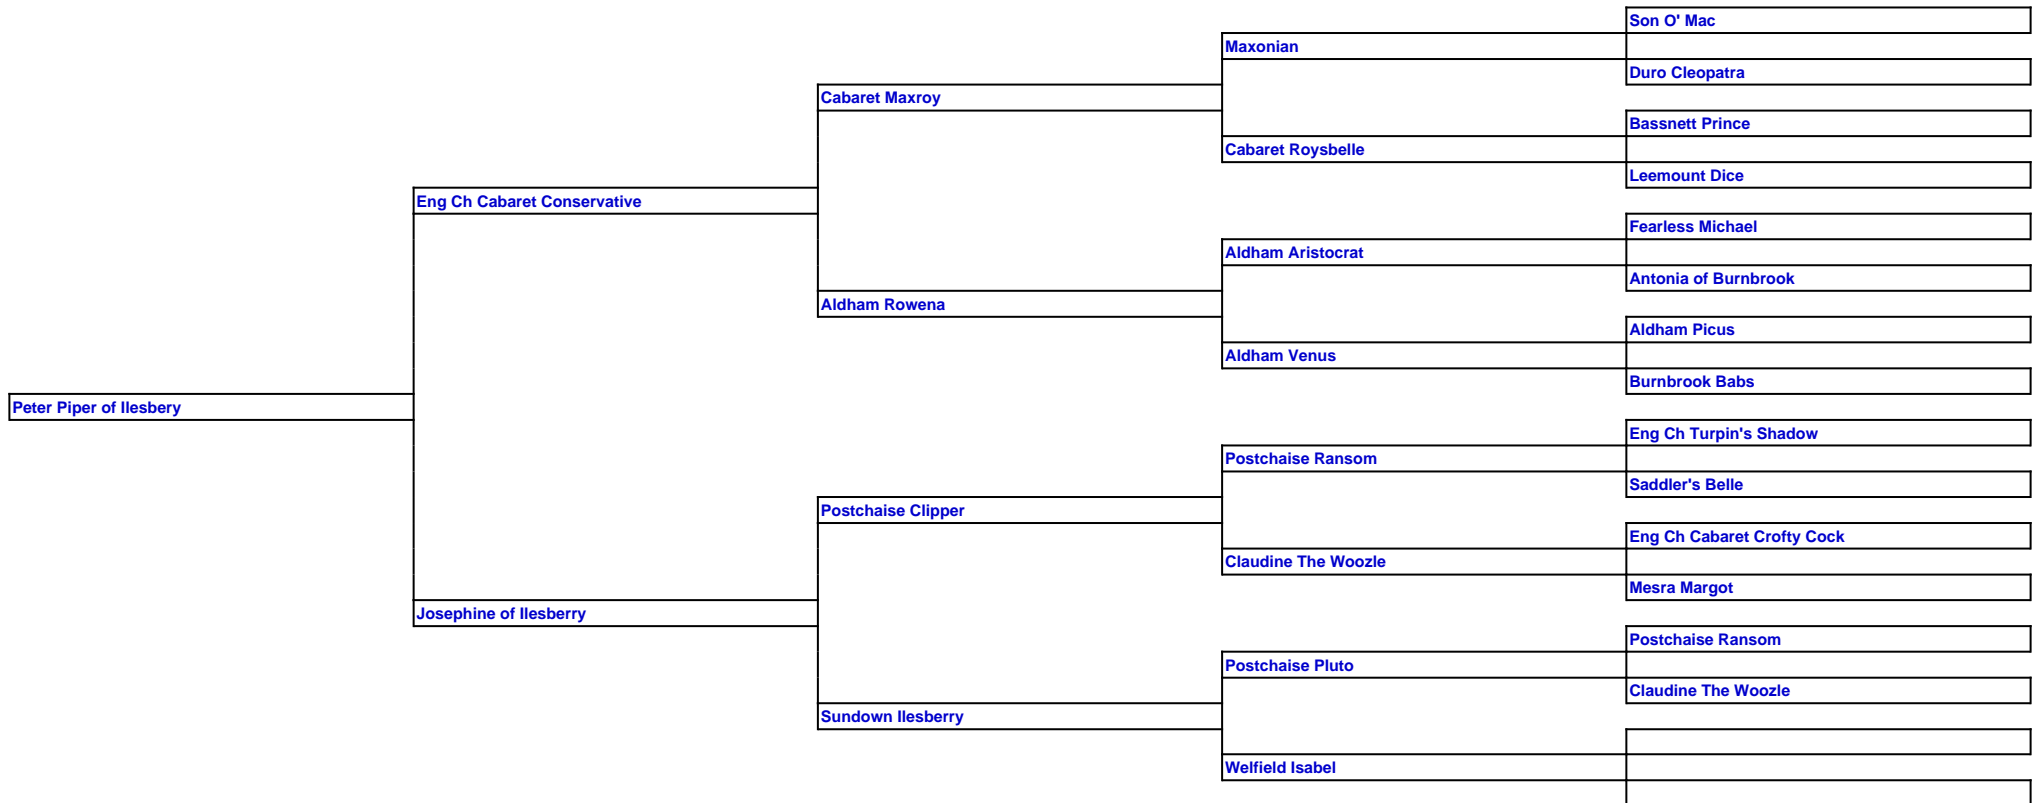 Son O' Mac
Maxonian
Duro Cleopatra
Cabaret Maxroy
Bassnett Prince
Cabaret Roysbelle
Leemount Dice
Eng Ch Cabaret Conservative
Fearless Michael
Aldham Aristocrat
Antonia of Burnbrook
Aldham Rowena
Aldham Picus
Aldham Venus
Burnbrook Babs
Peter Piper of Ilesbery
Eng Ch Turpin's Shadow
Postchaise Ransom
Saddler's Belle
Postchaise Clipper
Eng Ch Cabaret Crofty Cock
Claudine The Woozle
Mesra Margot
Josephine of Ilesberry
Postchaise Ransom
Postchaise Pluto
Claudine The Woozle
Sundown Ilesberry
Welfield Isabel